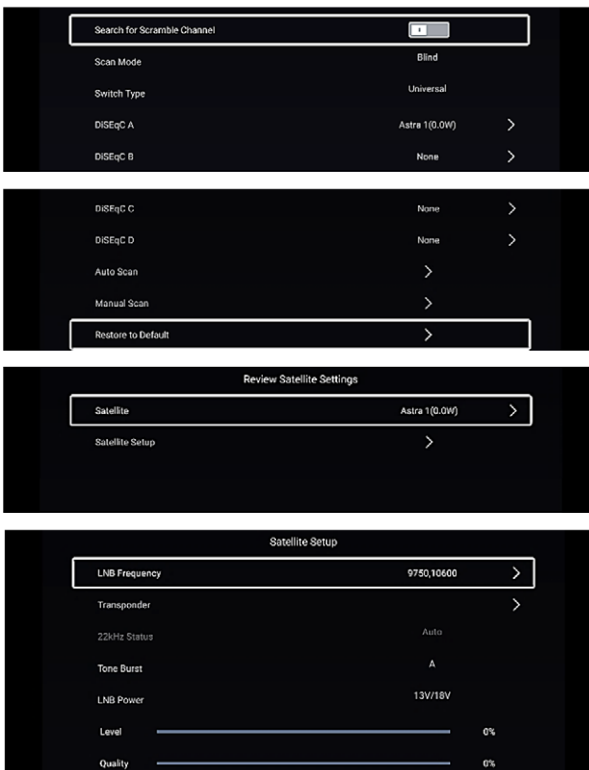 Search for Scramble Channel
Scan Mode Blind
Switch Type Universal
DiSEqC A Astra 1(0.0W) >
DiSEqC B None >
DiSEqC C None >
DiSEqC D None >
Auto Scan >
Manual Scan >
Restore to Default >
Review Satellite Settings
Satellite Astra 1(0.0W) >
Satellite Setup >
Satellite Setup
LNB Frequency 9750,10600 >
Transponder >
22kHz Status Auto
Tone Burst A
LNB Power 13V/18V
Level 0%
Quality 0%